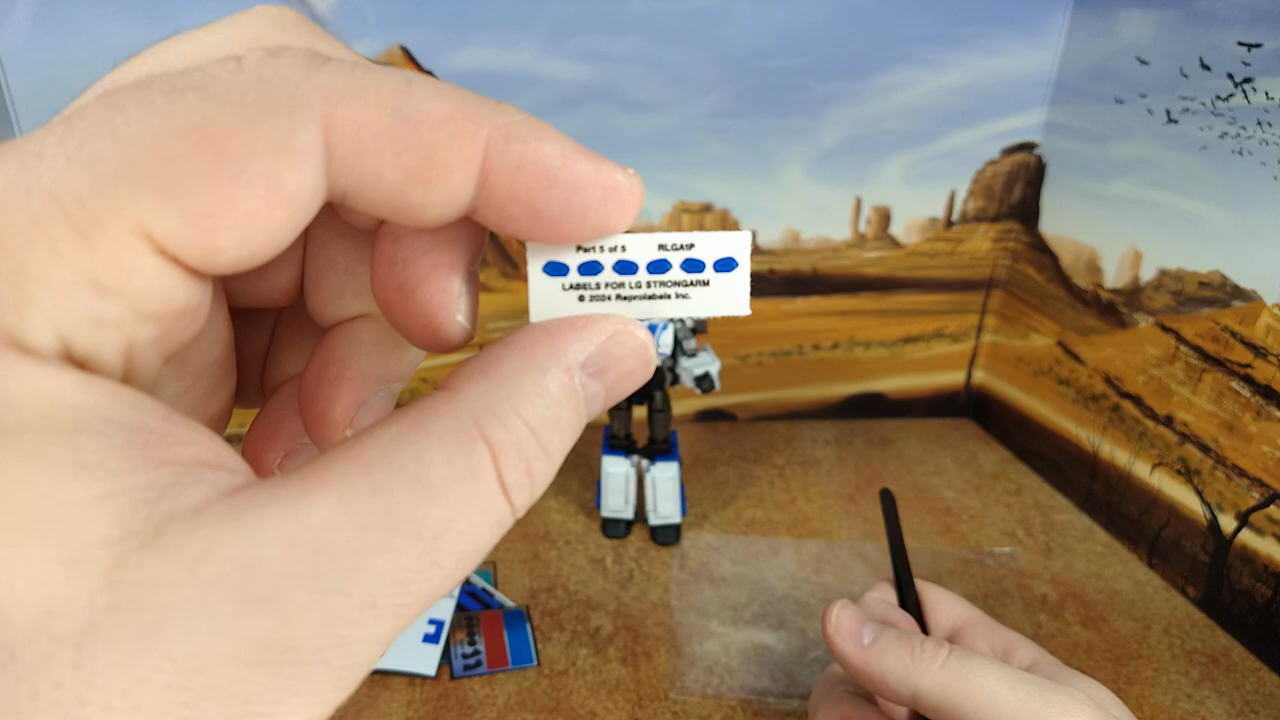 Part 5 of 5 RLGA1P
LABELS FOR LG STRONGARM
© 2024 Reprolabels Inc.